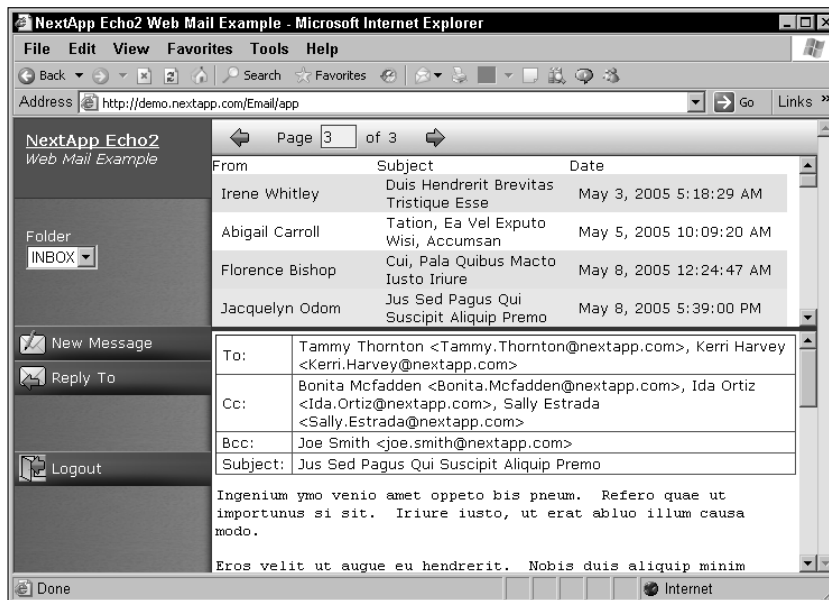 NextApp Echo2 Web Mail Example - Microsoft Internet Explorer
File Edit View Favorites Tools Help
Back Search Favorites
Address http://demo.nextapp.com/Email/app Go Links »
NextApp Echo2
Web Mail Example
Folder
INBOX
New Message
Reply To
Logout
Page 3 of 3
From Subject Date
Irene Whitley Duis Hendrerit Brevitas May 3, 2005 5:18:29 AM
Tristique Esse
Abigail Carroll Tation, Ea Vel Exputo May 5, 2005 10:09:20 AM
Wisi, Accumsan
Florence Bishop Cui, Pala Quibus Macto May 8, 2005 12:24:47 AM
Iusto Iriure
Jacquelyn Odom Jus Sed Pagus Qui May 8, 2005 5:39:00 PM
Suscipit Aliquip Premo
To: Tammy Thornton <Tammy.Thornton@nextapp.com>, Kerri Harvey
<Kerri.Harvey@nextapp.com>
Cc: Bonita Mcfadden <Bonita.Mcfadden@nextapp.com>, Ida Ortiz
<Ida.Ortiz@nextapp.com>, Sally Estrada
<Sally.Estrada@nextapp.com>
Bcc: Joe Smith <joe.smith@nextapp.com>
Subject: Jus Sed Pagus Qui Suscipit Aliquip Premo
Ingenium ymo venio amet oppeto bis pneum. Refero quae ut
importunus si sit. Iriure iusto, ut erat abluo illum causa
modo.
Eros velit ut augue eu hendrerit. Nobis duis aliquip minim
Done Internet